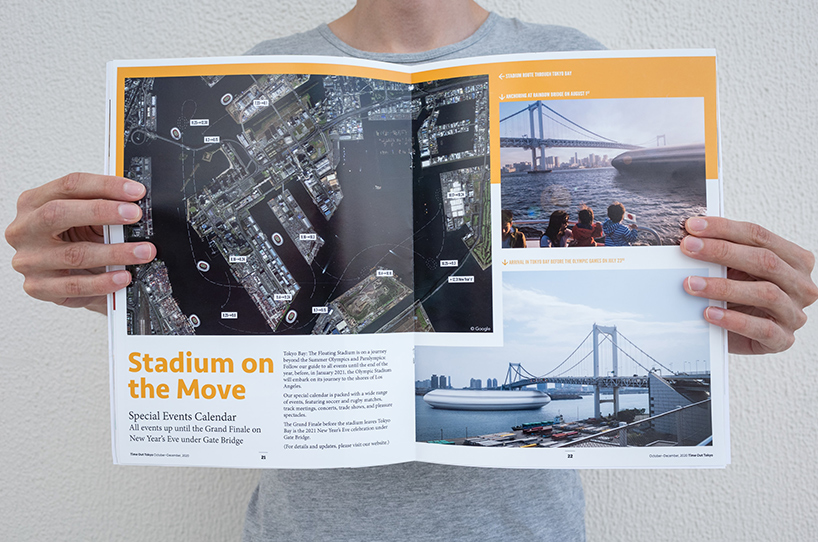 © Google
Stadium on
the Move
Special Events Calendar
All events up until the Grand Finale on
New Year's Eve under Gate Bridge
Tokyo Bay: The Floating Stadium is on a journey
beyond the Summer Olympics and Paralympics.
Follow our guide to all events until the end of the
year, before, in January 2021, the Olympic Stadium
will embark on its journey to the shores of Los
Angeles.
Our special calendar is packed with a wide range
of events, featuring soccer and rugby matches,
track meetings, concerts, trade shows, and pleasure
spectacles.
The Grand Finale before the stadium leaves Tokyo
Bay is the 2021 New Year's Eve celebration under
Gate Bridge.
(For details and updates, please visit our website.)
Time Out Tokyo October–December, 2020
21
← STADIUM ROUTE THROUGH TOKYO BAY
↓ ANCHORING AT RAINBOW BRIDGE ON AUGUST
↓ ARRIVAL IN TOKYO BAY BEFORE THE OLYMPIC GAMES ON JULY
22
October–December, 2020 Time Out Tokyo